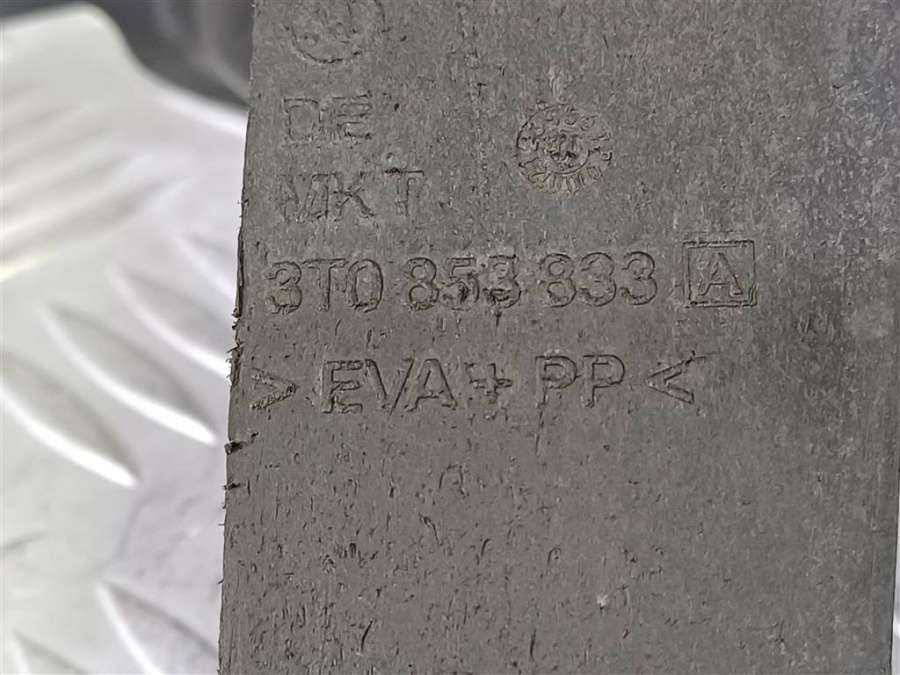 DE
MKT
3T0 853 833 A
> EVA + PP <